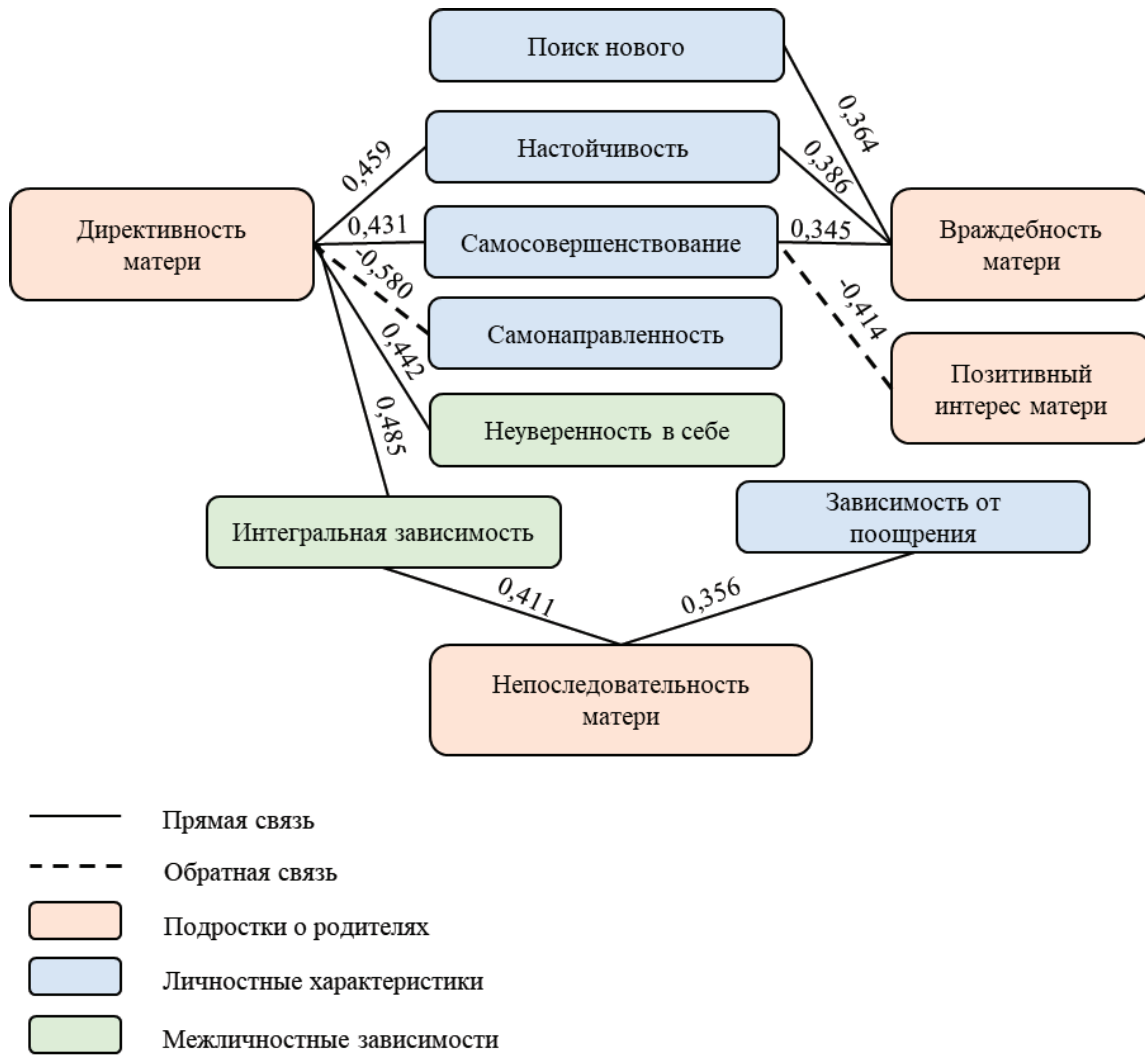 Поиск нового
0,364
Настойчивость
0,459
0,386
Директивность
матери
0,431
Самосовершенствование
0,345
Враждебность
матери
-0,580
-0,414
Самонаправленность
0,442
Позитивный
интерес матери
0,485
Неуверенность в себе
Интегральная зависимость
Зависимость от
поощрения
0,411
0,356
Непоследовательность
матери
Прямая связь
Обратная связь
Подростки о родителях
Личностные характеристики
Межличностные зависимости